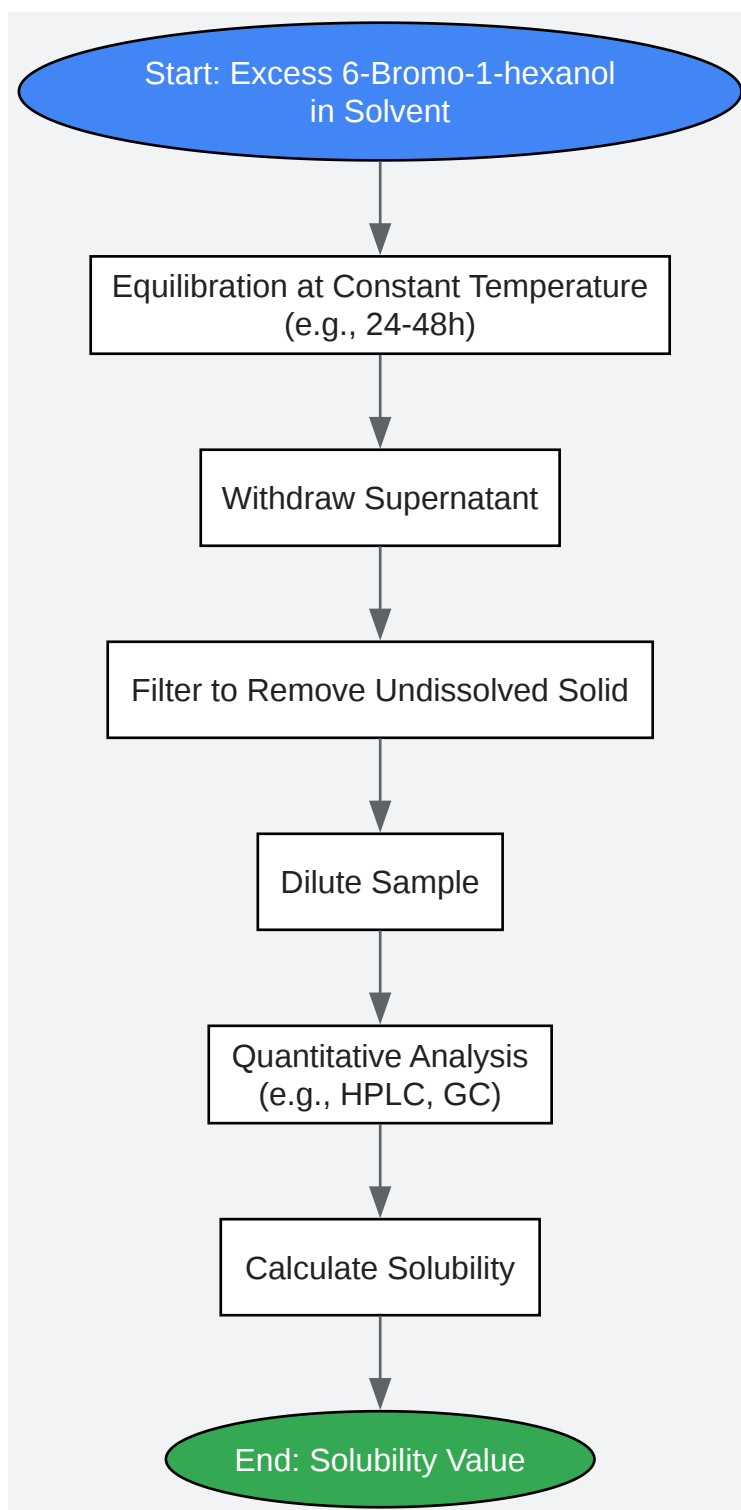 Start: Excess 6-Bromo-1-hexanol
in Solvent
Equilibration at Constant Temperature
(e.g., 24-48h)
Withdraw Supernatant
Filter to Remove Undissolved Solid
Dilute Sample
Quantitative Analysis
(e.g., HPLC, GC)
Calculate Solubility
End: Solubility Value